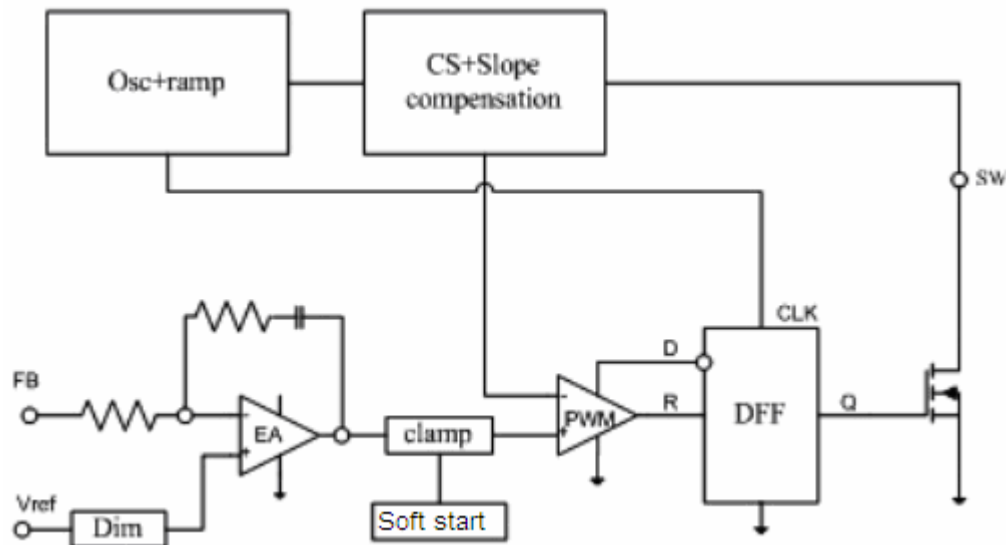 Osc+ramp
CS+Slope
compensation
SW
CLK
FB
D
EA
clamp
PWM
R
DFF
Q
Vref
Dim
Soft start
-
+
-
+